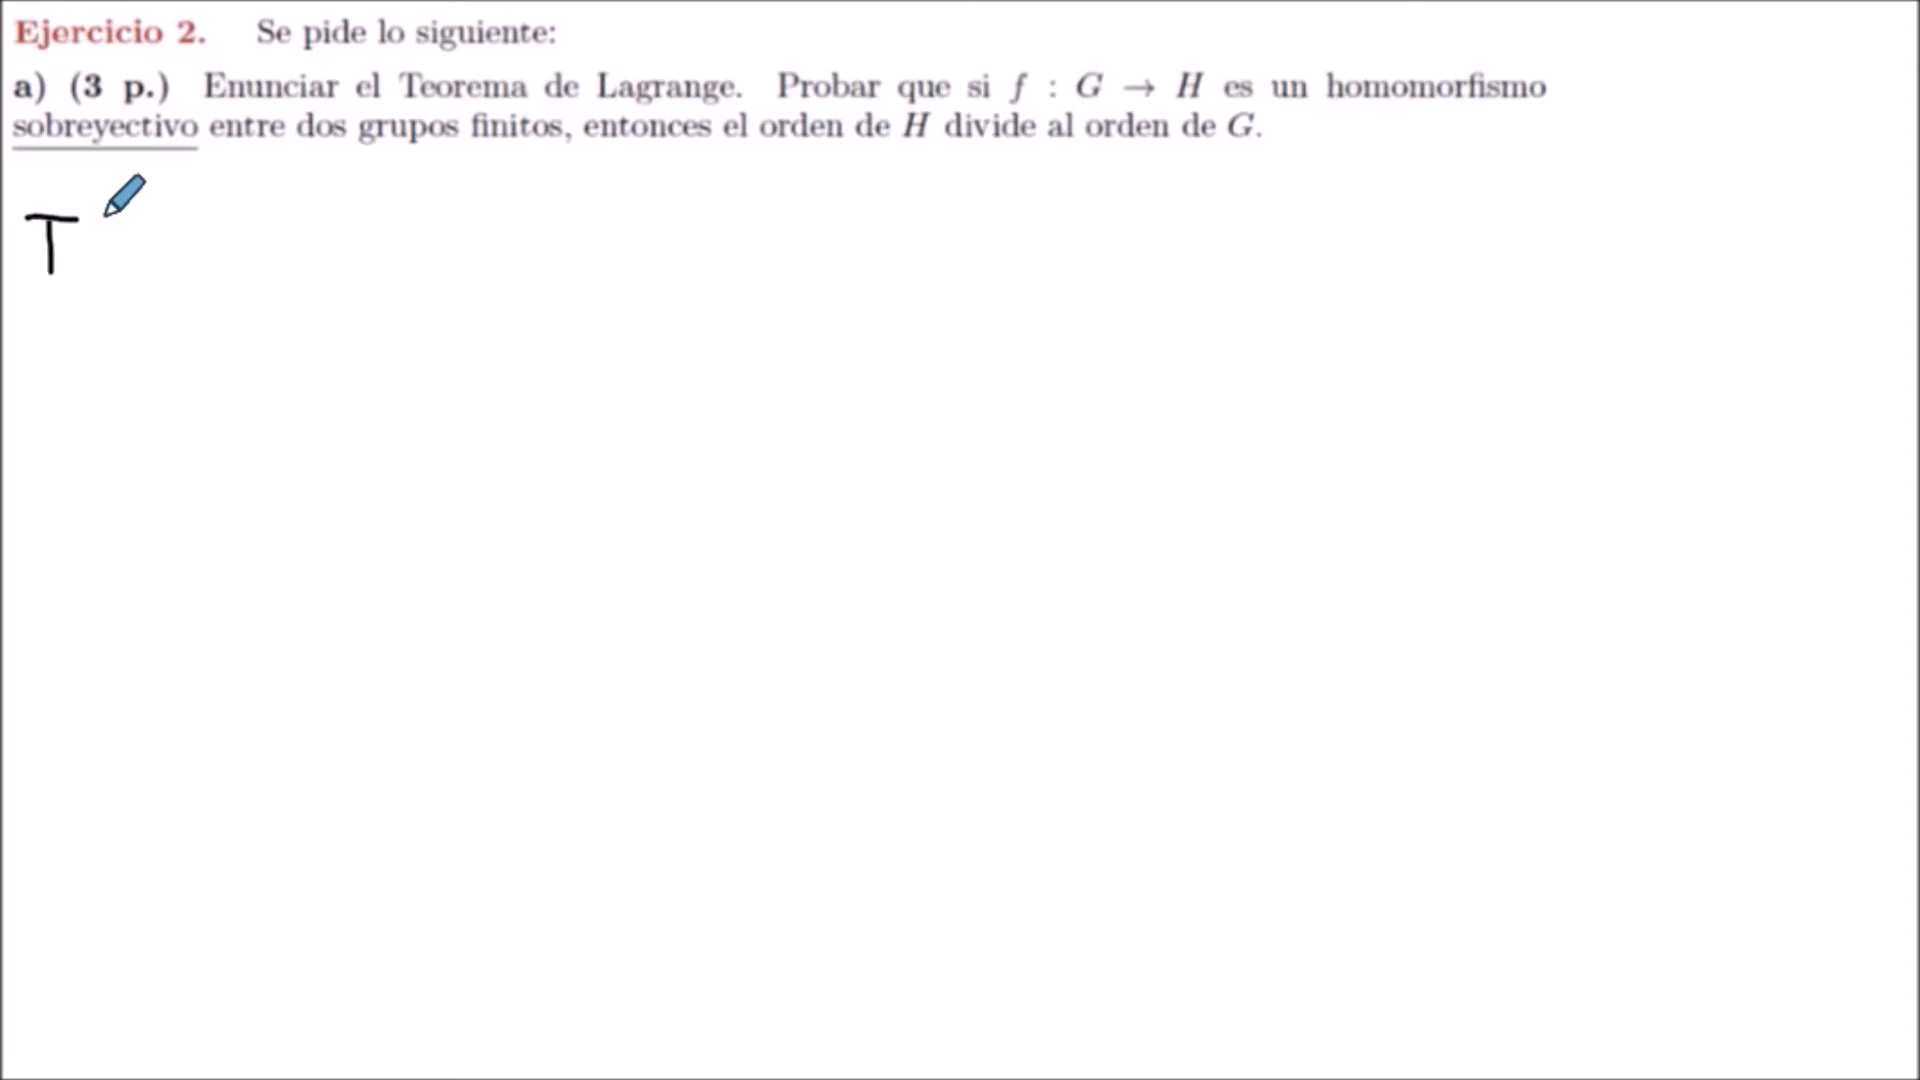 Ejercicio 2. Se pide lo siguiente:
a) (3 p.) Enunciar el Teorema de Lagrange. Probar que si f : G → H es un homomorfismo
sobreyectivo entre dos grupos finitos, entonces el orden de H divide al orden de G.
T